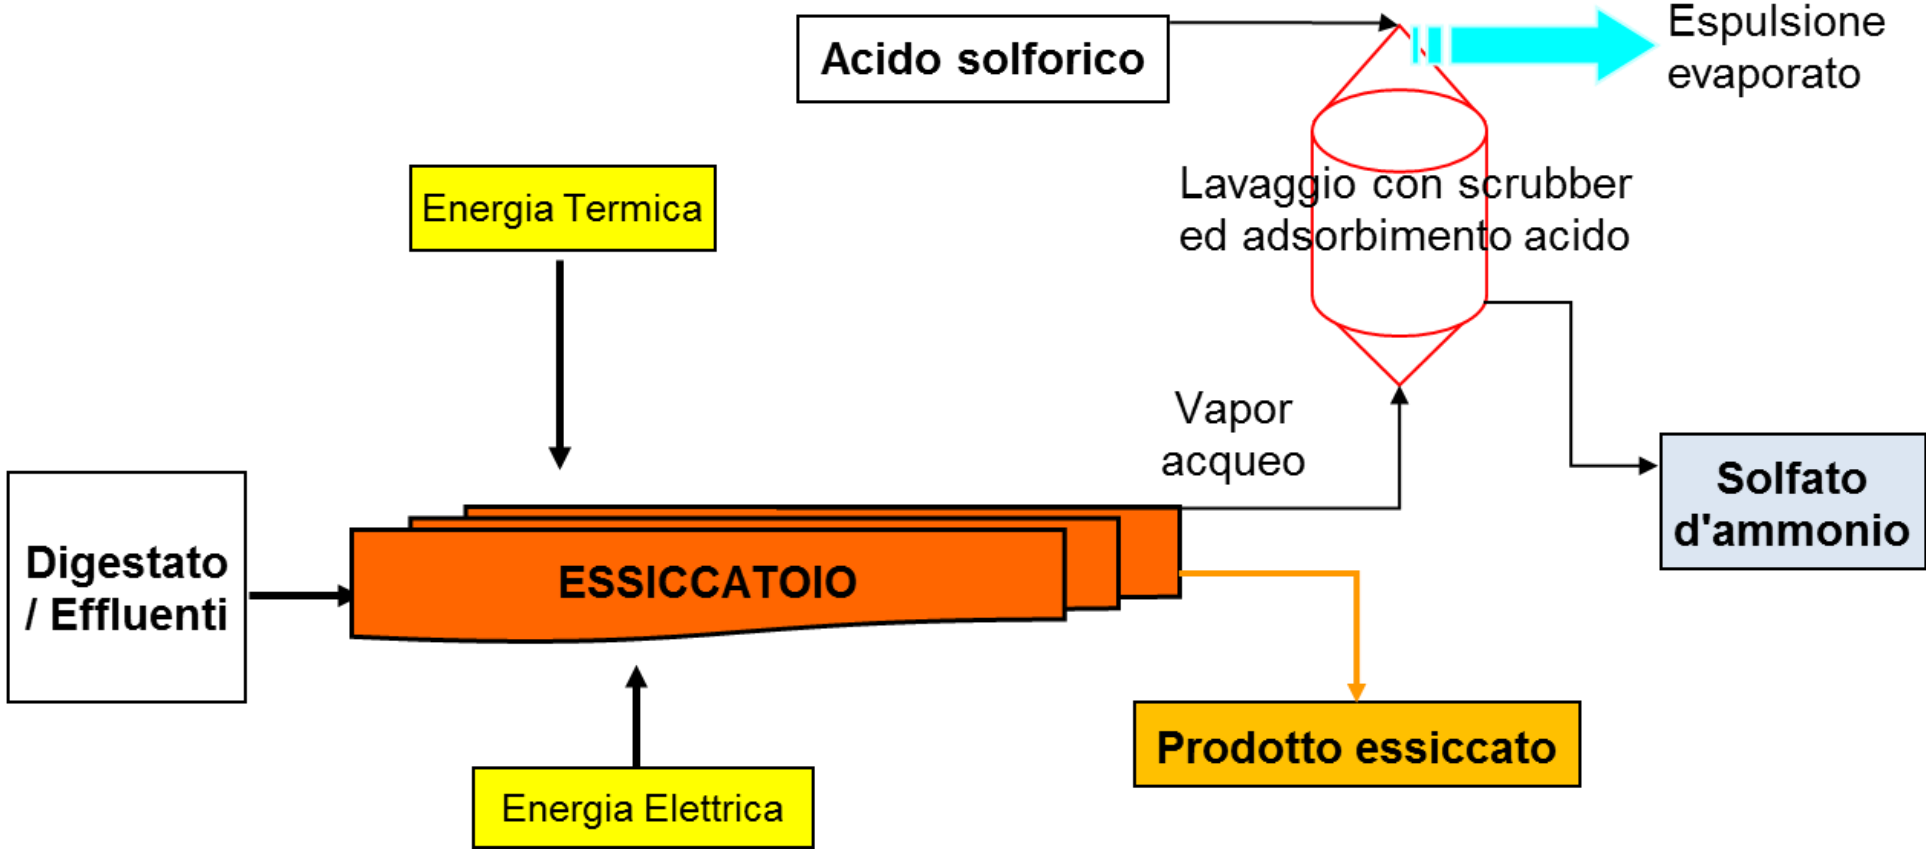 Acido solforico
Espulsione
evaporato
Energia Termica
Lavaggio con scrubber
ed adsorbimento acido
Vapor
acqueo
Solfato
d'ammonio
Digestato
/ Effluenti
ESSICCATOIO
Prodotto essiccato
Energia Elettrica